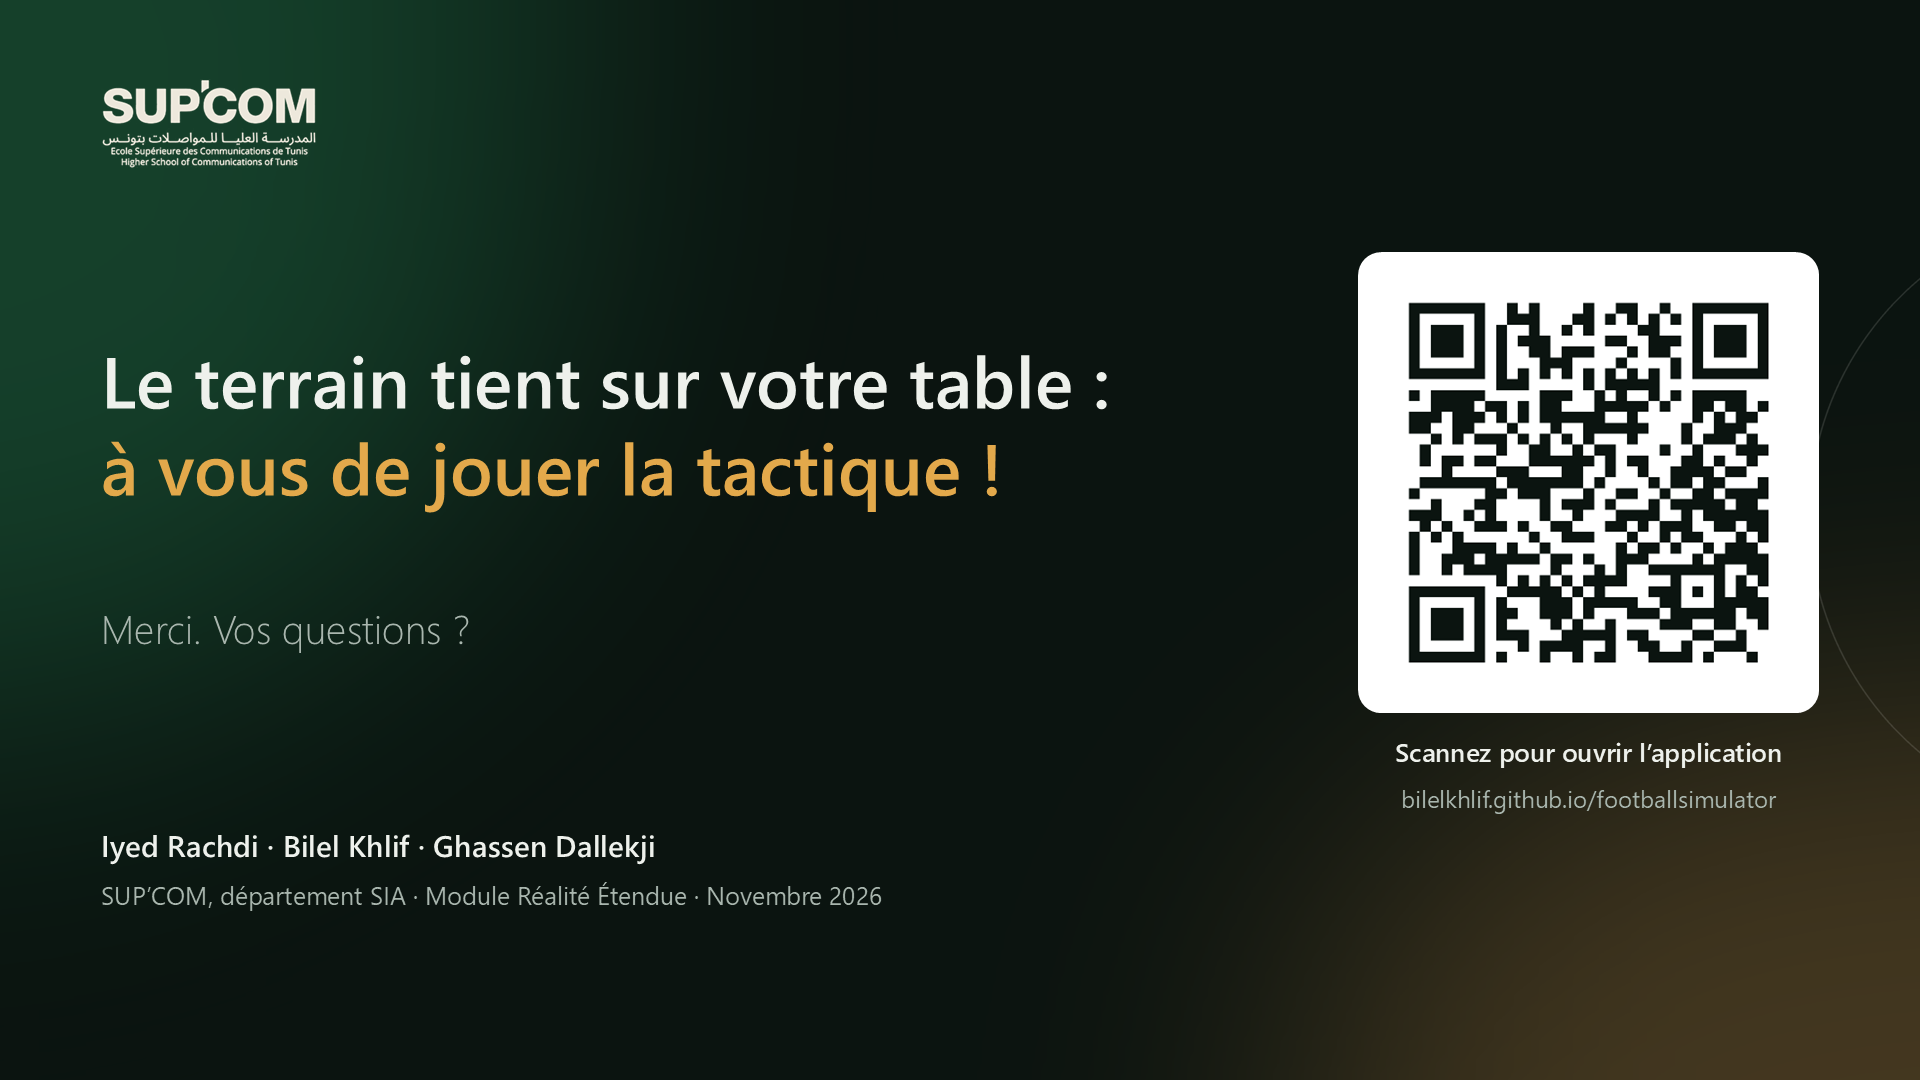 SUP'COM
المدرسة العليا للمواصلات بتونس
Ecole Supérieure des Communications de Tunis
Higher School of Communications of Tunis
Le terrain tient sur votre table :
à vous de jouer la tactique !
Merci. Vos questions ?
Scannez pour ouvrir l’application
bilelkhlif.github.io/footballsimulator
Iyed Rachdi · Bilel Khlif · Ghassen Dallekji
SUP’COM, département SIA · Module Réalité Étendue · Novembre 2026